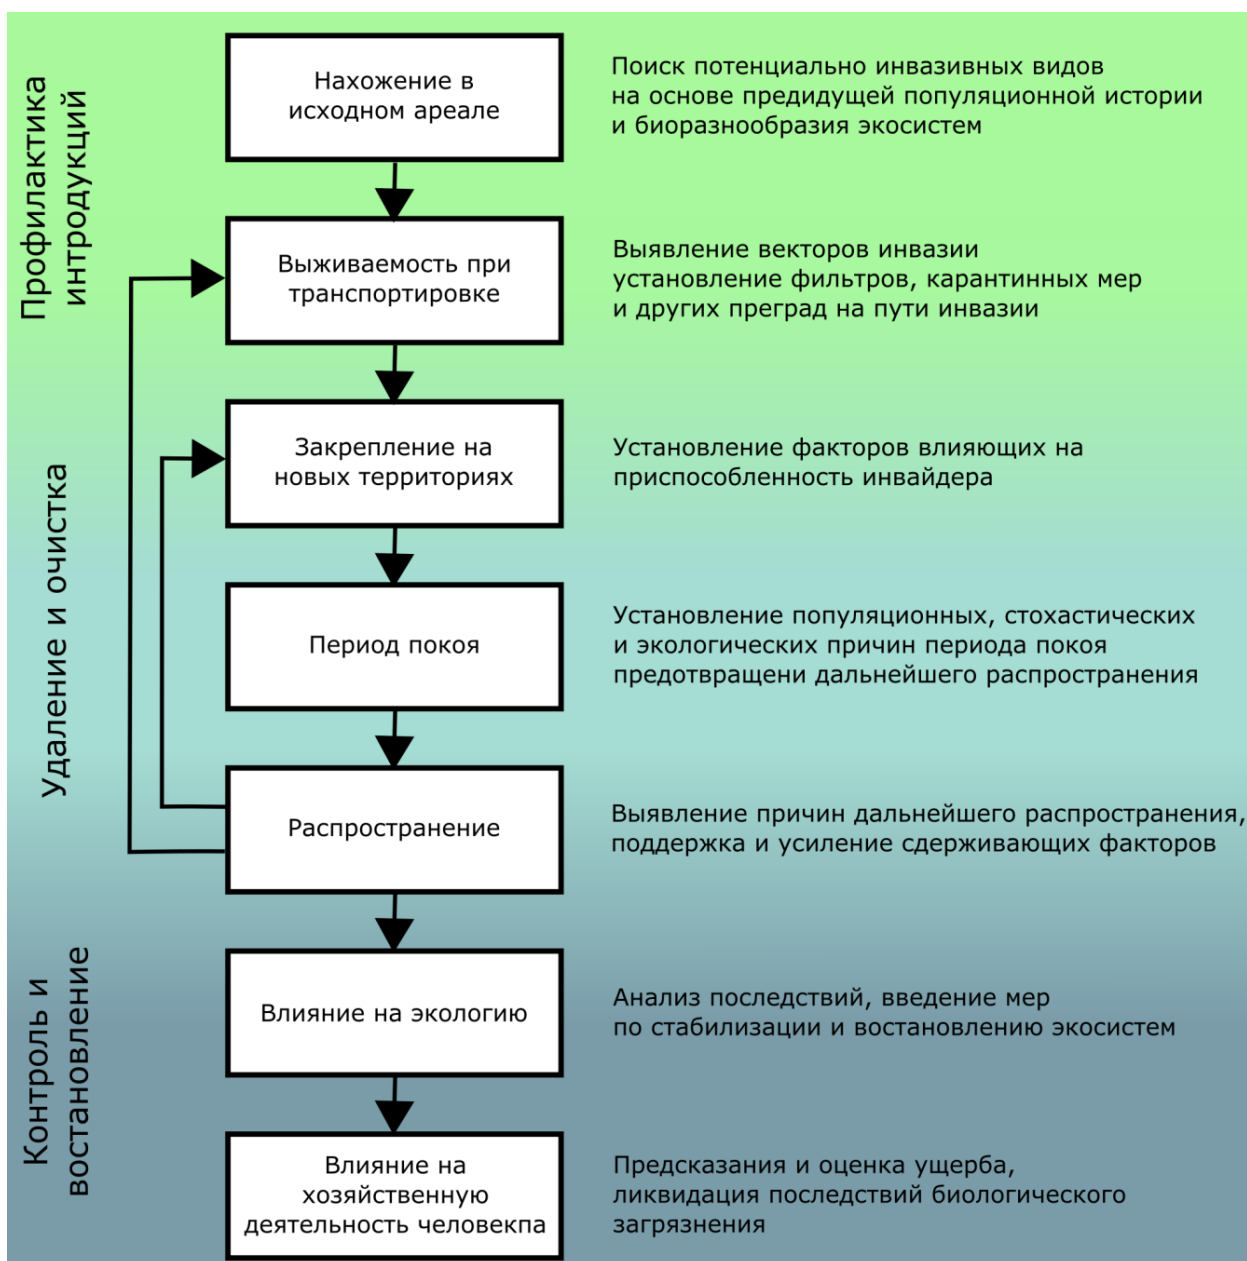 Профилактика
интродукций
Нахожение в
исходном ареале
Поиск потенциально инвазивных видов
на основе предидущей популяционной истории
и биоразнообразия экосистем
Выживаемость при
транспортировке
Выявление векторов инвазии
установление фильтров, карантинных мер
и других преград на пути инвазии
Удаление и очистка
Закрепление на
новых территориях
Установление факторов влияющих на
приспособленность инвайдера
Период покоя
Установление популяционных, стохастических
и экологических причин периода покоя
предотвращени дальнейшего распространения
Распространение
Выявление причин дальнейшего распространения,
поддержка и усиление сдерживающих факторов
Контроль и
востановление
Влияние на экологию
Анализ последствий, введение мер
по стабилизации и востановлению экосистем
Влияние на
хозяйственную
деятельность человекпа
Предсказания и оценка ущерба,
ликвидация последствий биологического
загрязнения